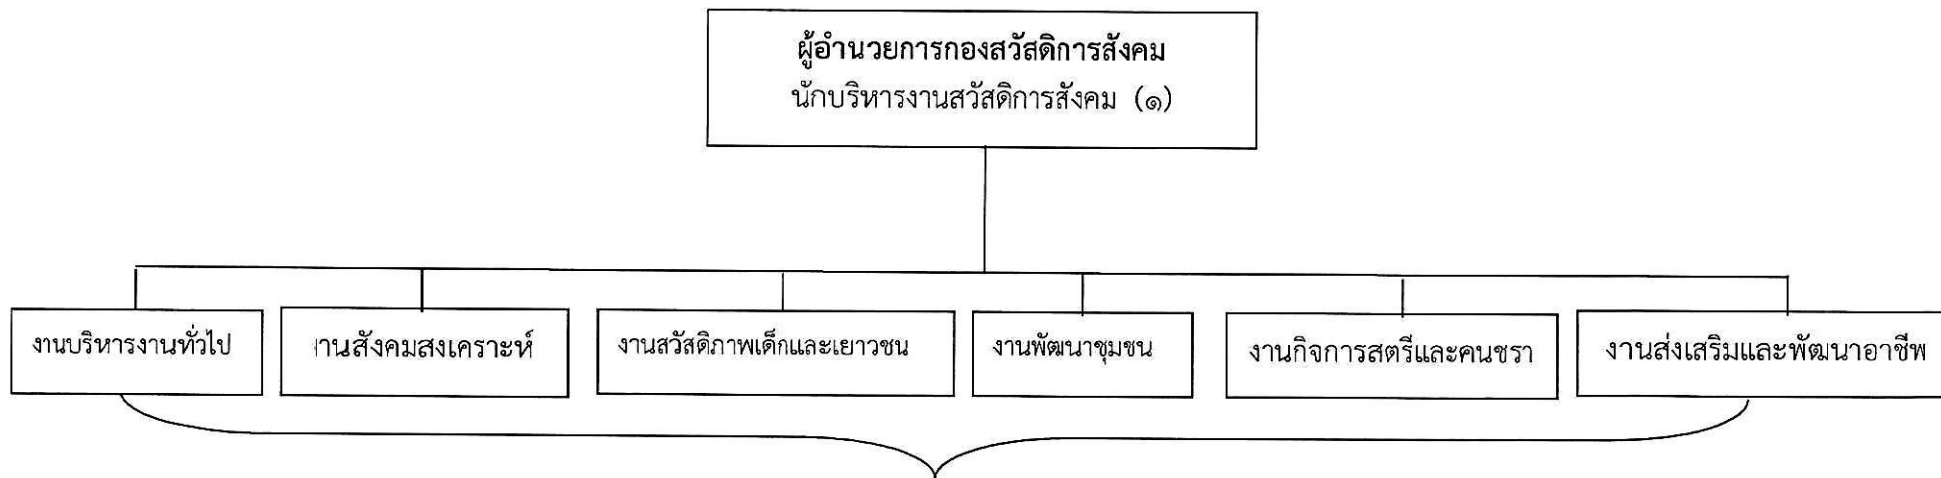 ผู้อำนวยการกองสวัสดิการสังคม
นักบริหารงานสวัสดิการสังคม (๑)
งานบริหารงานทั่วไป
งานสังคมสงเคราะห์
งานสวัสดิภาพเด็กและเยาวชน
งานพัฒนาชุมชน
งานกิจการสตรีและคนชรา
งานส่งเสริมและพัฒนาอาชีพ